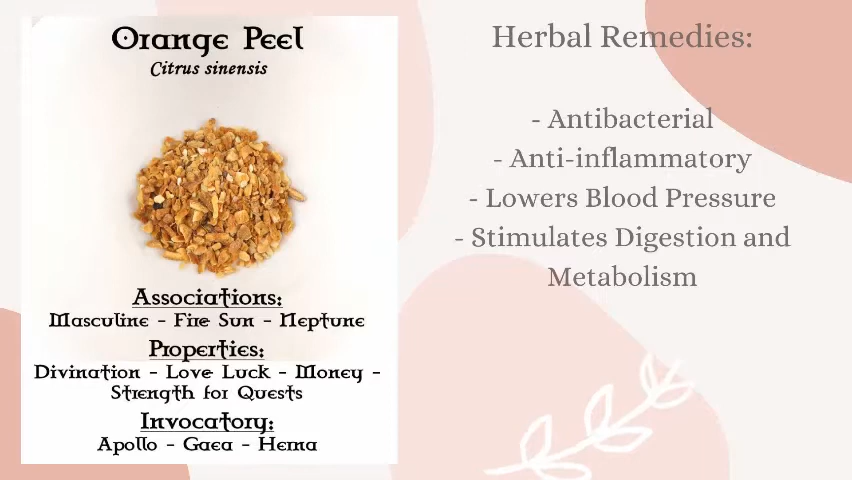 Orange Peel
Citrus sinensis
Associations:
Masculine - Fire Sun - Neptune
Properties:
Divination - Love Luck - Money -
Strength for Quests
Invocatory:
Apollo - Gaea - Hema
Herbal Remedies:
- Antibacterial
- Anti-inflammatory
- Lowers Blood Pressure
- Stimulates Digestion and
Metabolism